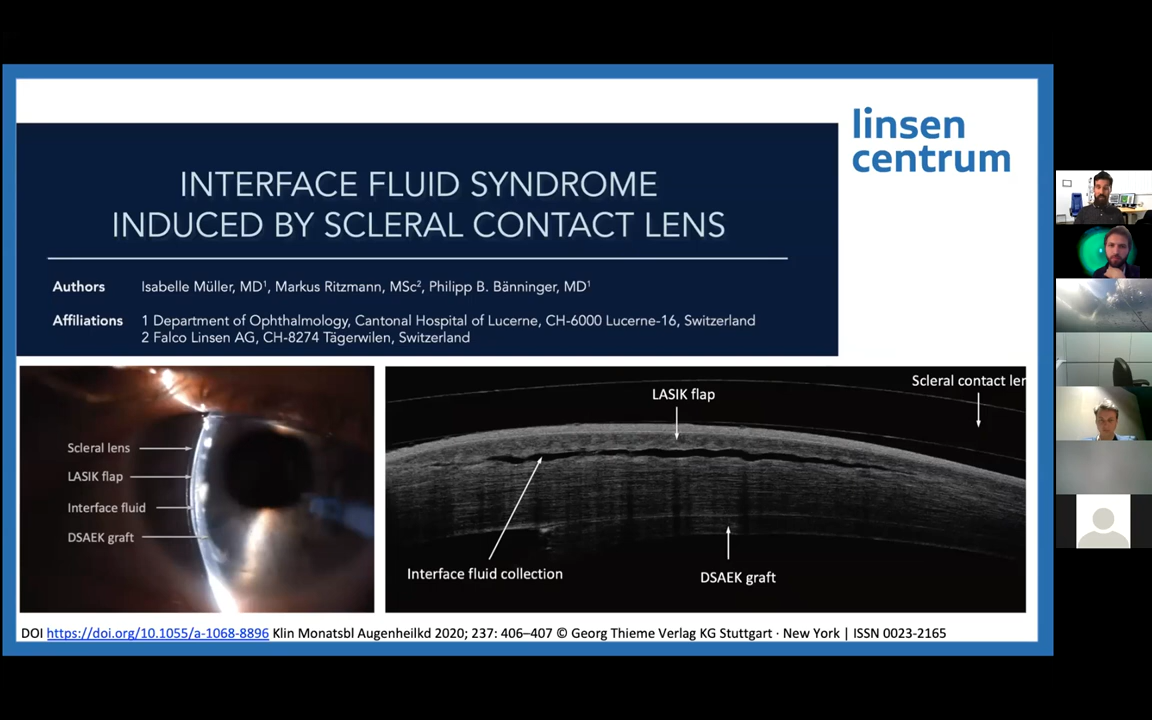 linsen
centrum
INTERFACE FLUID SYNDROME
INDUCED BY SCLERAL CONTACT LENS
Authors Isabelle Müller, MD¹, Markus Ritzmann, MSc², Philipp B. Bänninger, MD¹
Affiliations 1 Department of Ophthalmology, Cantonal Hospital of Lucerne, CH-6000 Lucerne-16, Switzerland
2 Falco Linsen AG, CH-8274 Tägerwilen, Switzerland
Scleral lens
LASIK flap
Interface fluid
DSAEK graft
Scleral contact len
LASIK flap
Interface fluid collection
DSAEK graft
DOI https://doi.org/10.1055/a-1068-8896 Klin Monatsbl Augenheilkd 2020; 237: 406–407 © Georg Thieme Verlag KG Stuttgart · New York | ISSN 0023-2165